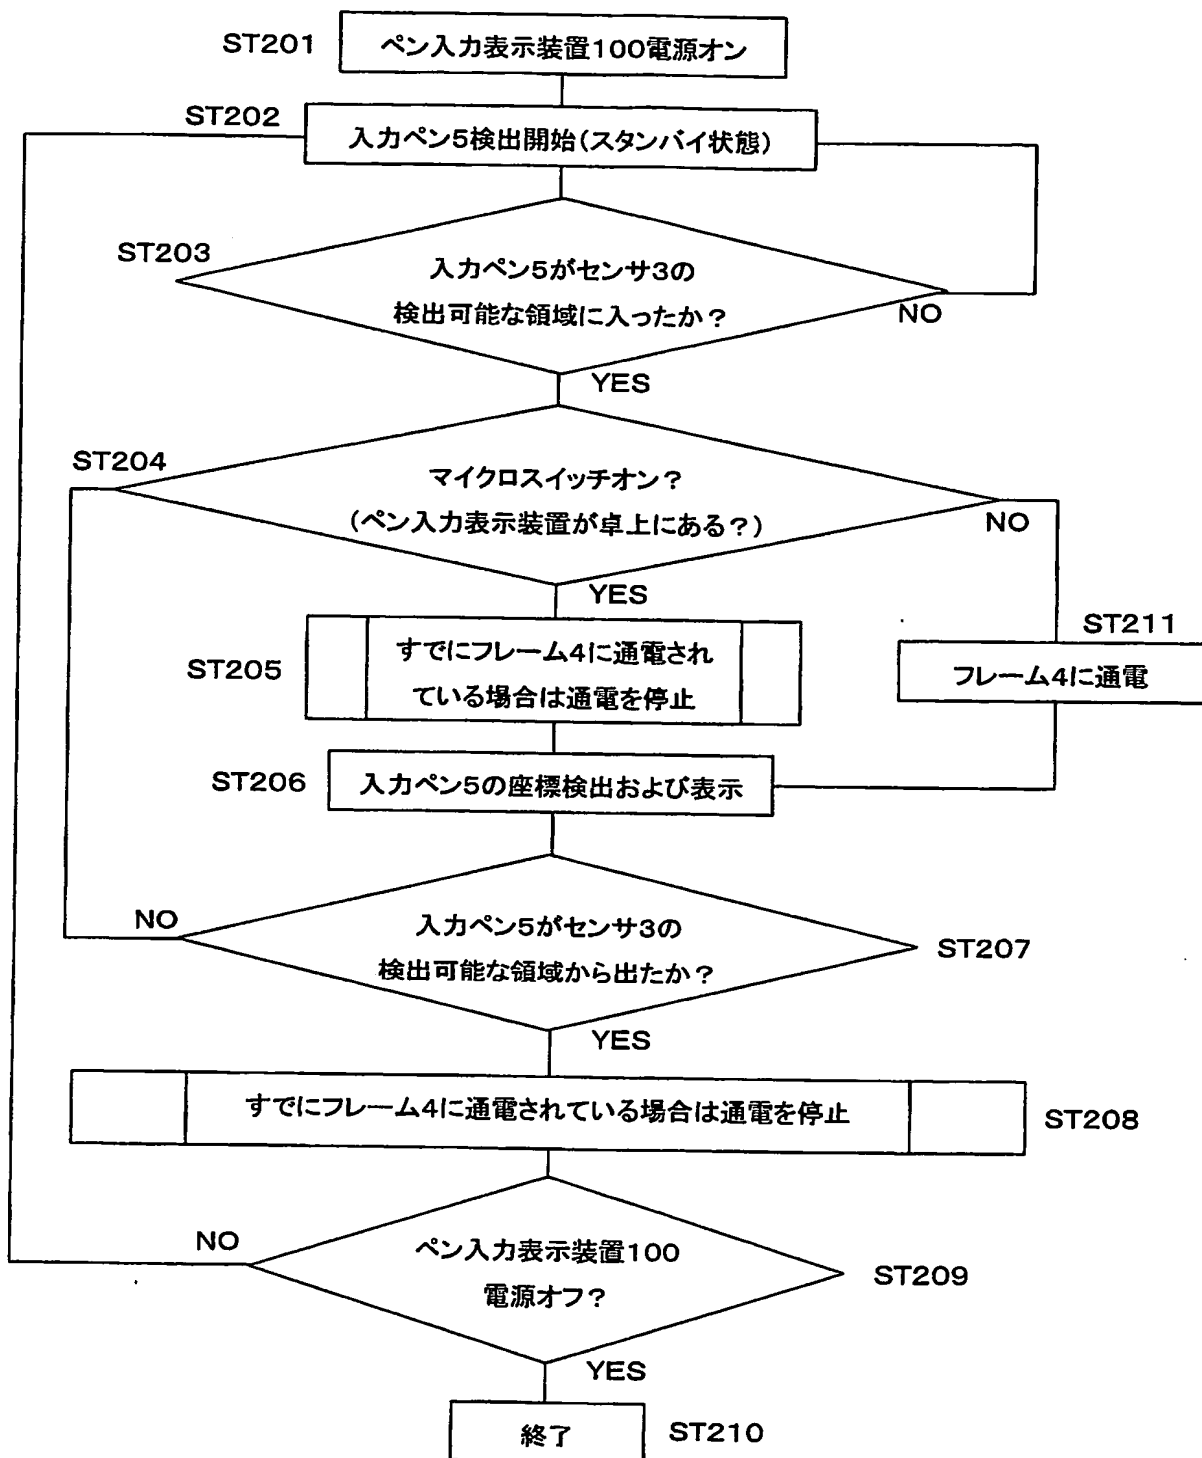 ST201
ペン入力表示装置100電源オン
ST202
入力ペン5検出開始(スタンバイ状態)
ST203
入力ペン5がセンサ3の
検出可能な領域に入ったか?
NO
YES
ST204
マイクロスイッチオン?
(ペン入力表示装置が卓上にある?)
NO
YES
ST205
すでにフレーム4に通電され
ている場合は通電を停止
ST211
フレーム4に通電
ST206
入力ペン5の座標検出および表示
NO
入力ペン5がセンサ3の
検出可能な領域から出たか?
ST207
YES
すでにフレーム4に通電されている場合は通電を停止
ST208
NO
ペン入力表示装置100
電源オフ?
ST209
YES
終了
ST210